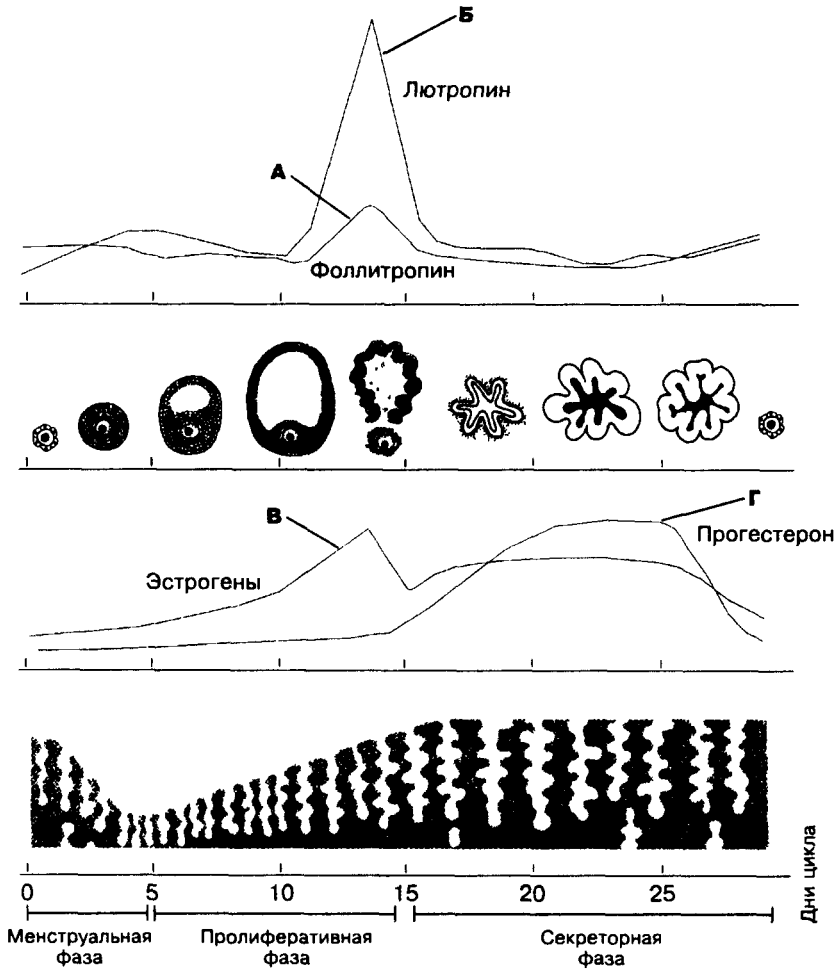 Б
Лютропин
А
Фоллитропин
В
Г
Прогестерон
Эстрогены
0 5 10 15 20 25
Дни цикла
Менструальная
фаза
Пролиферативная
фаза
Секреторная
фаза